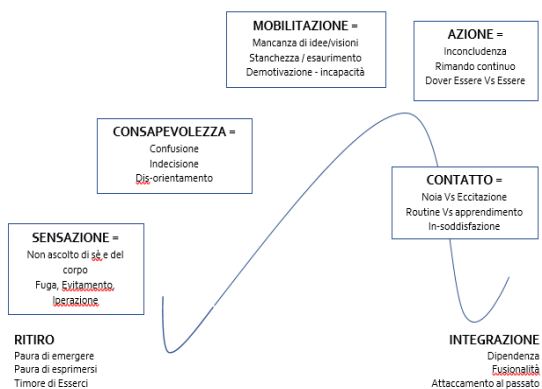 MOBILITAZIONE =
Mancanza di idee/visioni
Stanchezza / esaurimento
Demotivazione - incapacità
AZIONE =
Inconcludenza
Rimando continuo
Dover Essere Vs Essere
CONSAPEVOLEZZA =
Confusione
Indecisione
Dis-orientamento
CONTATTO =
Noia Vs Eccitazione
Routine Vs apprendimento
In-soddisfazione
SENSAZIONE =
Non ascolto di sè e del
corpo
Fuga, Evitamento,
Iperazione
RITIRO
Paura di emergere
Paura di esprimersi
Timore di Esserci
INTEGRAZIONE
Dipendenza
Fusionalità
Attaccamento al passato